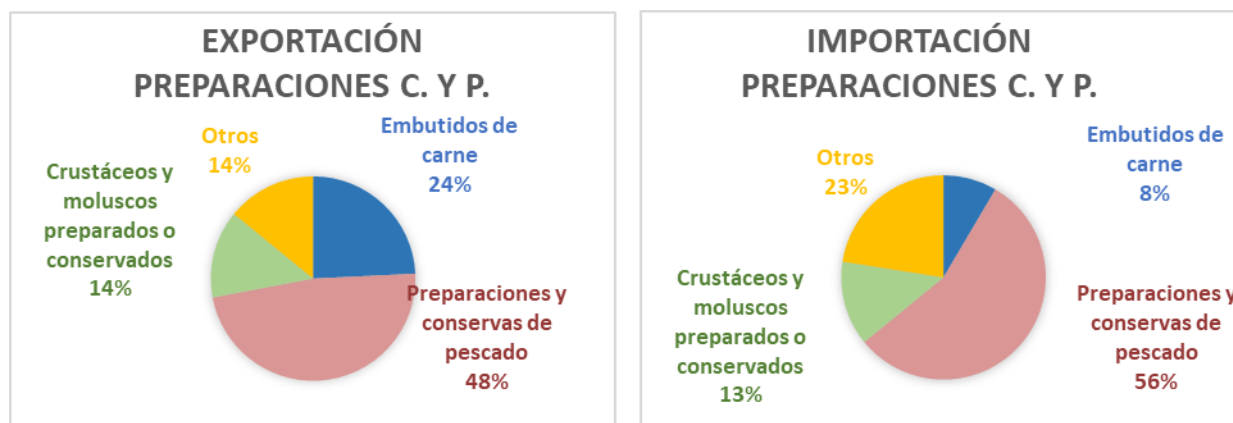 EXPORTACIÓN
PREPARACIONES C. Y P.
Otros
14%
Embutidos de
carne
24%
Crustáceos y
moluscos
preparados o
conservados
14%
Preparaciones y
conservas de
pescado
48%
IMPORTACIÓN
PREPARACIONES C. Y P.
Otros
23%
Embutidos de
carne
8%
Crustáceos y
moluscos
preparados o
conservados
13%
Preparaciones y
conservas de
pescado
56%